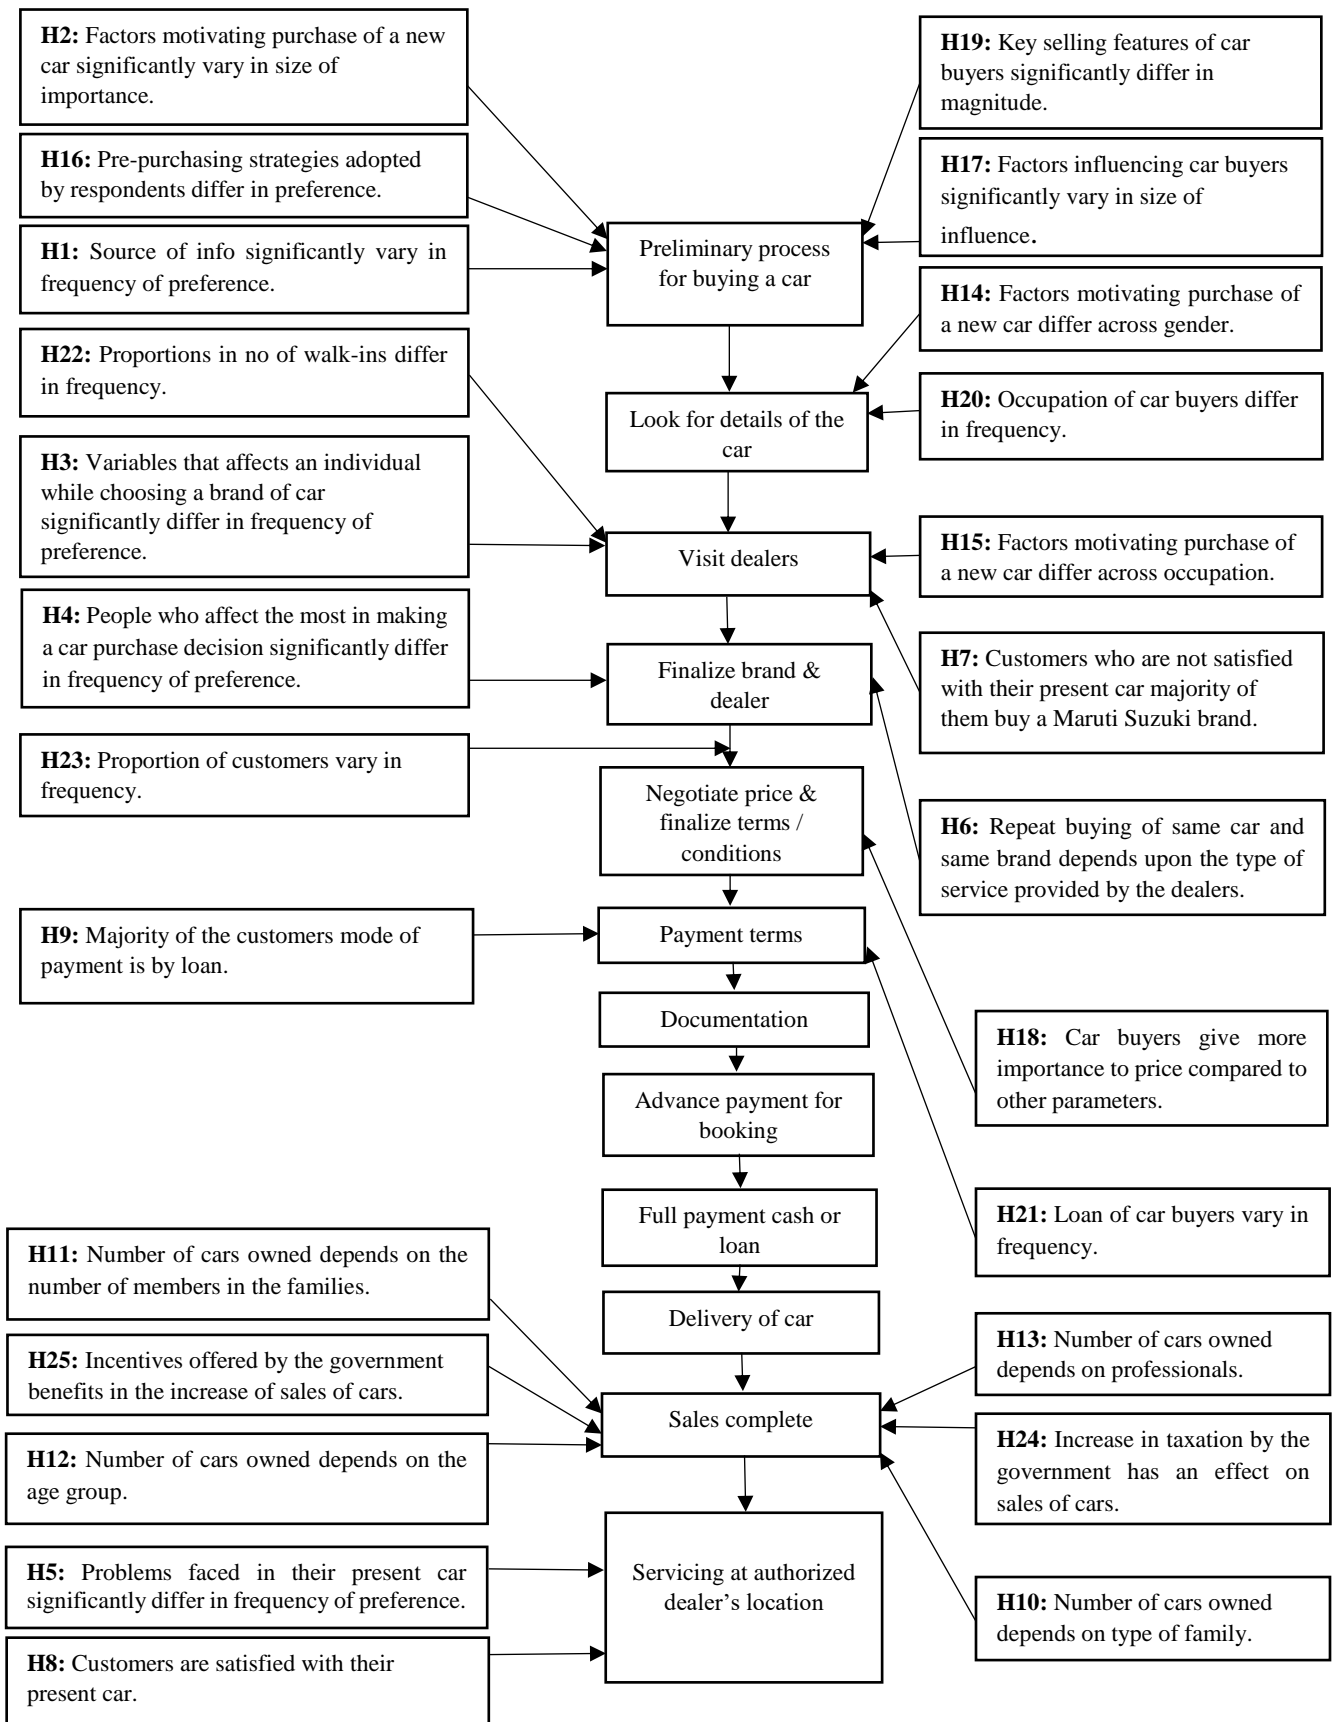 H2: Factors motivating purchase of a new
car significantly vary in size of
importance.
H16: Pre-purchasing strategies adopted
by respondents differ in preference.
H1: Source of info significantly vary in
frequency of preference.
H22: Proportions in no of walk-ins differ
in frequency.
H3: Variables that affects an individual
while choosing a brand of car
significantly differ in frequency of
preference.
H4: People who affect the most in making
a car purchase decision significantly differ
in frequency of preference.
H23: Proportion of customers vary in
frequency.
H9: Majority of the customers mode of
payment is by loan.
H11: Number of cars owned depends on the
number of members in the families.
H25: Incentives offered by the government
benefits in the increase of sales of cars.
H12: Number of cars owned depends on the
age group.
H5: Problems faced in their present car
significantly differ in frequency of preference.
H8: Customers are satisfied with their
present car.
Preliminary process
for buying a car
Look for details of the
car
Visit dealers
Finalize brand &
dealer
Negotiate price &
finalize terms /
conditions
Payment terms
Documentation
Advance payment for
booking
Full payment cash or
loan
Delivery of car
Sales complete
Servicing at authorized
dealer’s location
H19: Key selling features of car
buyers significantly differ in
magnitude.
H17: Factors influencing car buyers
significantly vary in size of
influence.
H14: Factors motivating purchase of
a new car differ across gender.
H20: Occupation of car buyers differ
in frequency.
H15: Factors motivating purchase of
a new car differ across occupation.
H7: Customers who are not satisfied
with their present car majority of
them buy a Maruti Suzuki brand.
H6: Repeat buying of same car and
same brand depends upon the type of
service provided by the dealers.
H18: Car buyers give more
importance to price compared to
other parameters.
H21: Loan of car buyers vary in
frequency.
H13: Number of cars owned
depends on professionals.
H24: Increase in taxation by the
government has an effect on
sales of cars.
H10: Number of cars owned
depends on type of family.